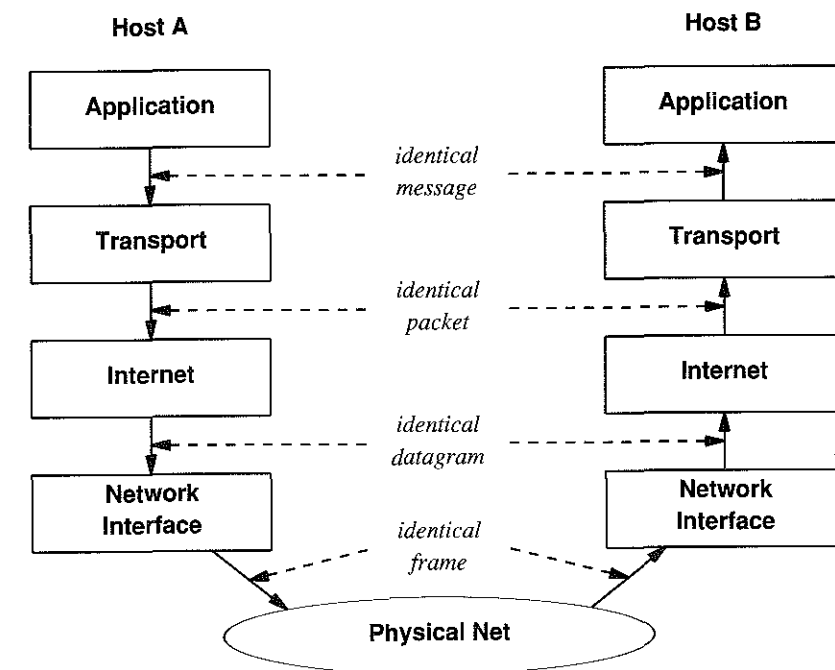 Host A
Host B
Application
Application
identical
message
Transport
Transport
identical
packet
Internet
Internet
identical
datagram
Network
Interface
Network
Interface
identical
frame
Physical Net